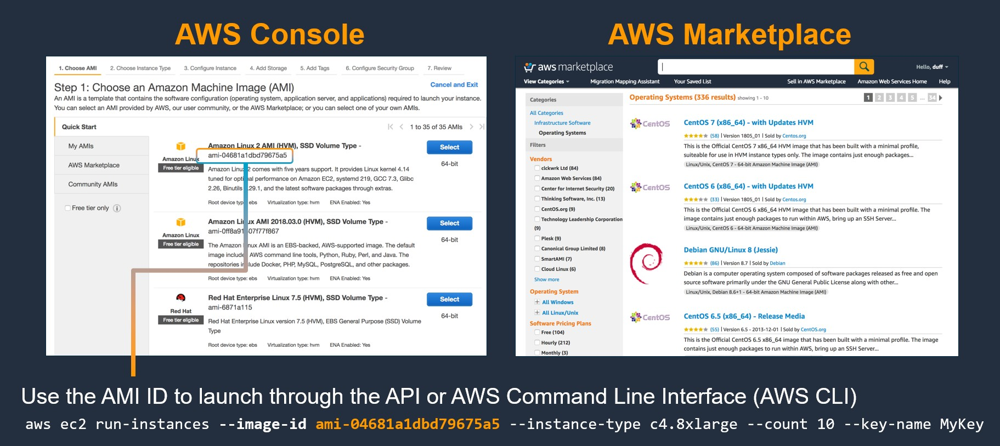 AWS Console
AWS Marketplace
1. Choose AMI
2. Choose Instance Type
3. Configure Instance
4. Add Storage
5. Add Tags
6. Configure Security Group
7. Review
Step 1: Choose an Amazon Machine Image (AMI)
Cancel and Exit
An AMI is a template that contains the software configuration (operating system, application server, and applications) required to launch your instance.
You can select an AMI provided by AWS, our user community, or the AWS Marketplace; or you can select one of your own AMIs.
Quick Start
1 to 35 of 35 AMIs
My AMIs
AWS Marketplace
Community AMIs
Free tier only
Amazon Linux
Free tier eligible
Amazon Linux 2 AMI (HVM), SSD Volume Type -
ami-04681a1dbd79675a5
Amazon Linux 2 comes with five years support. It provides Linux kernel 4.14
tuned for optimal performance on Amazon EC2, systemd 219, GCC 7.3, Glibc
2.26, Binutils 2.29.1, and the latest software packages through extras.
Root device type: ebs Virtualization type: hvm ENA Enabled: Yes
Select
64-bit
Amazon Linux
Free tier eligible
Amazon Linux AMI 2018.03.0 (HVM), SSD Volume Type -
The Amazon Linux AMI is an EBS-backed, AWS-supported image. The default
image includes AWS command line tools, Python, Ruby, Perl, and Java. The
repositories include Docker, PHP, MySQL, PostgreSQL, and other packages.
Root device type: ebs Virtualization type: hvm ENA Enabled: Yes
Select
64-bit
Red Hat
Free tier eligible
Red Hat Enterprise Linux 7.5 (HVM), SSD Volume Type -
ami-6871a115
Red Hat Enterprise Linux version 7.5 (HVM), EBS General Purpose (SSD) Volume
Type
Root device type: ebs Virtualization type: hvm ENA Enabled: Yes
Select
64-bit
aws marketplace
Hello, duff
View Categories
Migration Mapping Assistant
Your Saved List
Sell in AWS Marketplace
Amazon Web Services Home
Help
Categories
All Categories
Infrastructure Software
Operating Systems
Filters
Vendors
clckwrk Ltd (84)
Amazon Web Services (84)
Center for Internet Security (20)
Thinking Software, Inc. (13)
CentOS.org (9)
Technology Leadership Corporation
(9)
Plesk (9)
Canonical Group Limited (8)
SmartAMI (7)
Cloud Linux (6)
Show more
Operating System
All Windows
All Linux/Unix
Software Pricing Plans
Free (104)
Hourly (212)
Monthly (3)
Operating Systems (336 results) showing 1 - 10
1 2 3 4 5 ... 34
CentOS
CentOS 7 (x86_64) - with Updates HVM
(58) | Version 1805_01 | Sold by Centos.org
This is the Official CentOS 7 x86_64 HVM image that has been built with a minimal profile,
suiteable for use in HVM instance types only. The image contains just enough packages...
Linux/Unix, CentOS 7 - 64-bit Amazon Machine Image (AMI)
CentOS
CentOS 6 (x86_64) - with Updates HVM
(33) | Version 1805_01 | Sold by Centos.org
This is the Official CentOS 6 x86_64 HVM image that has been built with a minimal profile. The
image contains just enough packages to run within AWS, bring up an SSH Server...
Linux/Unix, CentOS 6 - 64-bit Amazon Machine Image (AMI)
Debian GNU/Linux 8 (Jessie)
(86) | Version 8.7 | Sold by Debian
Debian is a computer operating system composed of software packages released as free and open
source software primarily under the GNU General Public License along with other...
Linux/Unix, Debian 8.6+1 - 64-bit Amazon Machine Image (AMI)
CentOS
CentOS 6.5 (x86_64) - Release Media
(55) | Version 6.5 - 2013-12-01 | Sold by CentOS.org
This is the Official CentOS 6.5 x86_64 image that has been built with a minimal profile. The image
contains just enough packages to run within AWS, bring up an SSH Server...
Use the AMI ID to launch through the API or AWS Command Line Interface (AWS CLI)
aws ec2 run-instances --image-id ami-04681a1dbd79675a5 --instance-type c4.8xlarge --count 10 --key-name MyKey